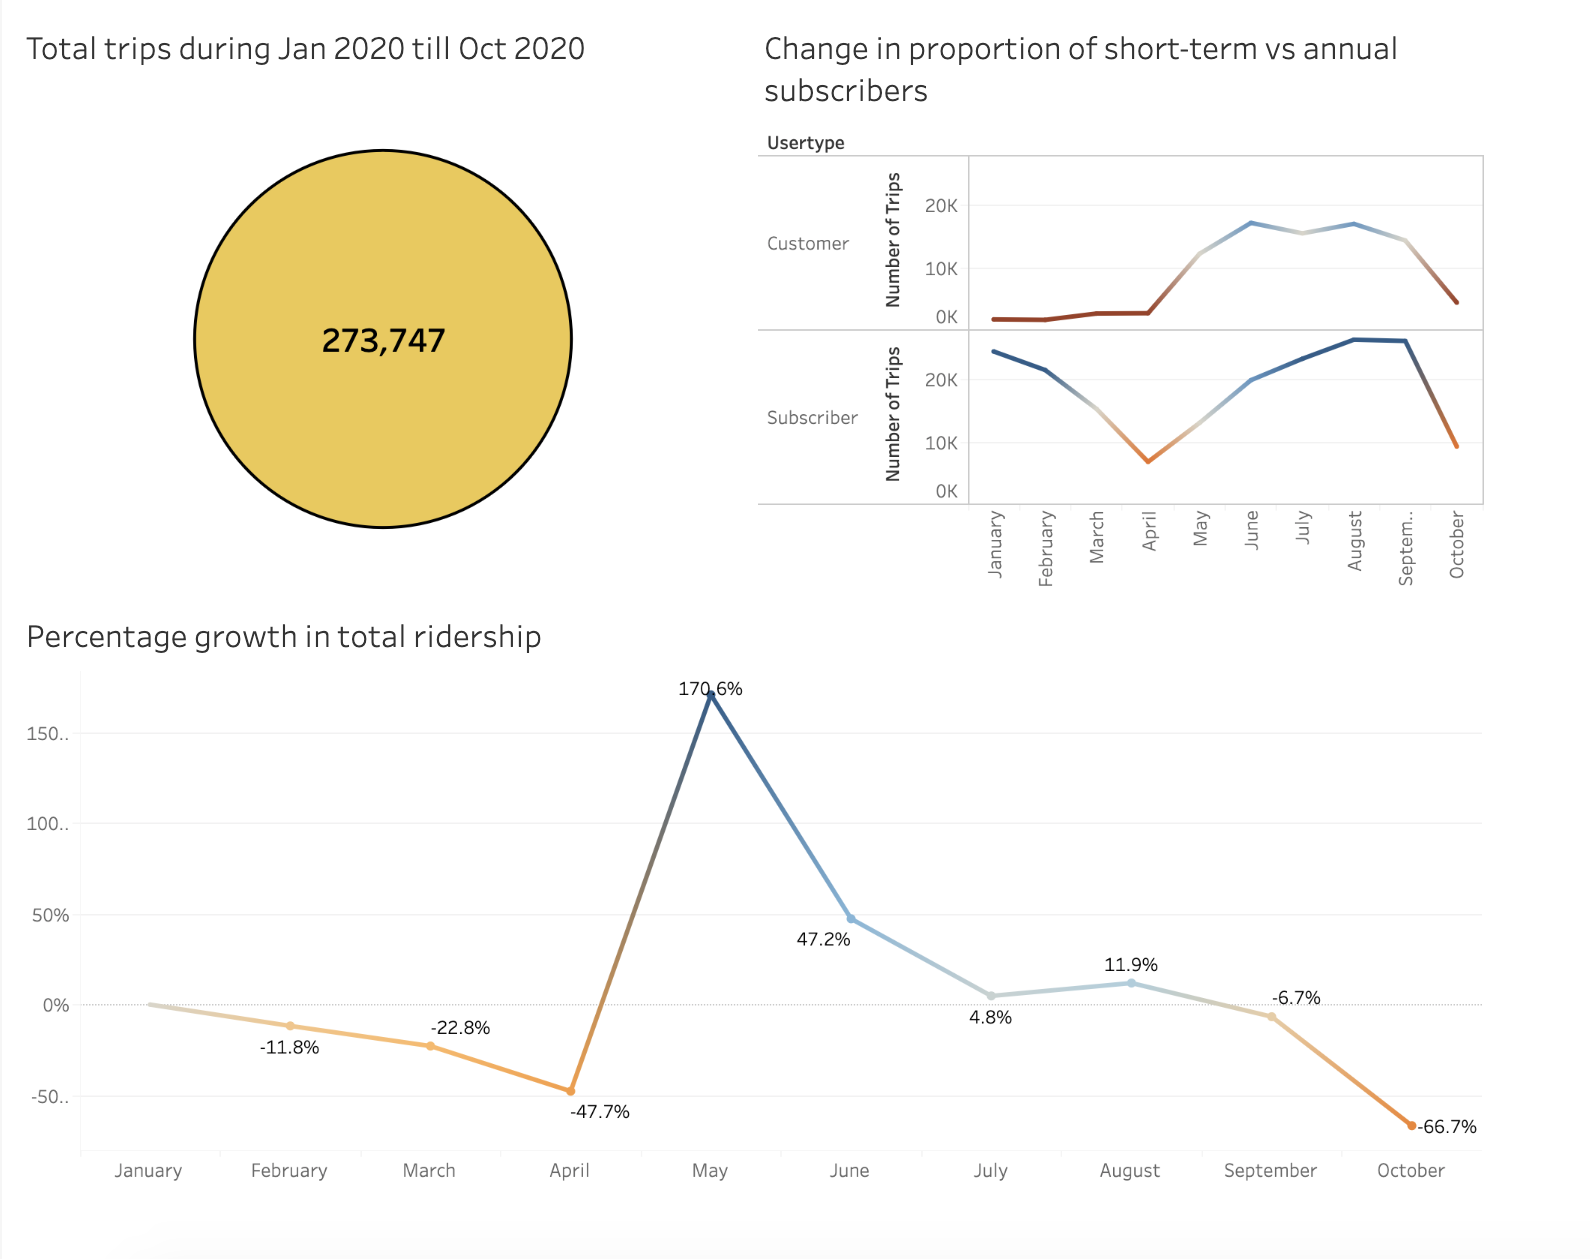 Total trips during Jan 2020 till Oct 2020
273,747
Change in proportion of short-term vs annual
subscribers
Usertype
Customer
Number of Trips
20K
10K
0K
Subscriber
Number of Trips
20K
10K
0K
January
February
March
April
May
June
July
August
Septem..
October
Percentage growth in total ridership
150..
100..
50%
0%
-50..
-11.8%
-22.8%
-47.7%
170.6%
47.2%
4.8%
11.9%
-6.7%
-66.7%
January
February
March
April
May
June
July
August
September
October